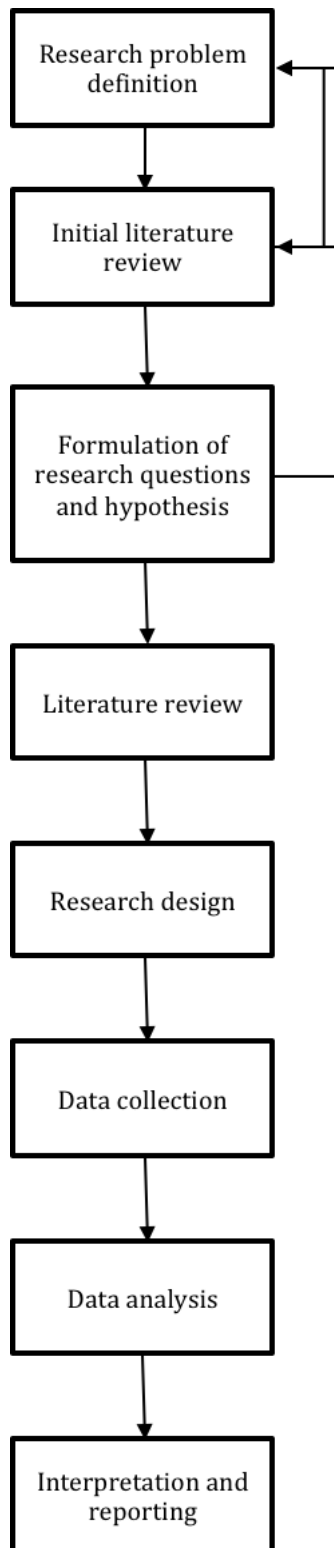 Research problem
definition
Initial literature
review
Formulation of
research questions
and hypothesis
Literature review
Research design
Data collection
Data analysis
Interpretation and
reporting